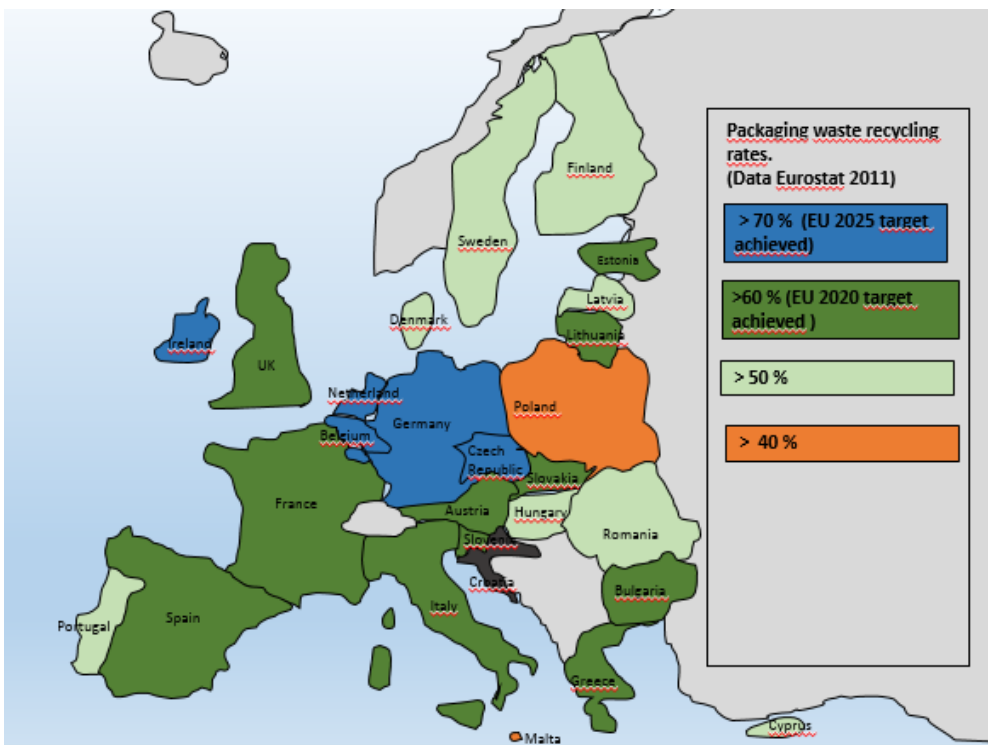 Packaging waste recycling
rates.
(Data Eurostat 2011)
> 70 % (EU 2025 target
achieved)
>60 % (EU 2020 target
achieved )
> 50 %
> 40 %
Finland
Sweden
Estonia
Latvia
Denmark
Lithuania
Ireland
UK
Netherland
Poland
Germany
Belgium
Czech
Republic
Slovakia
France
Austria
Hungary
Romania
Slovenia
Croatia
Bulgaria
Italy
Spain
Portugal
Greece
Cyprus
Malta